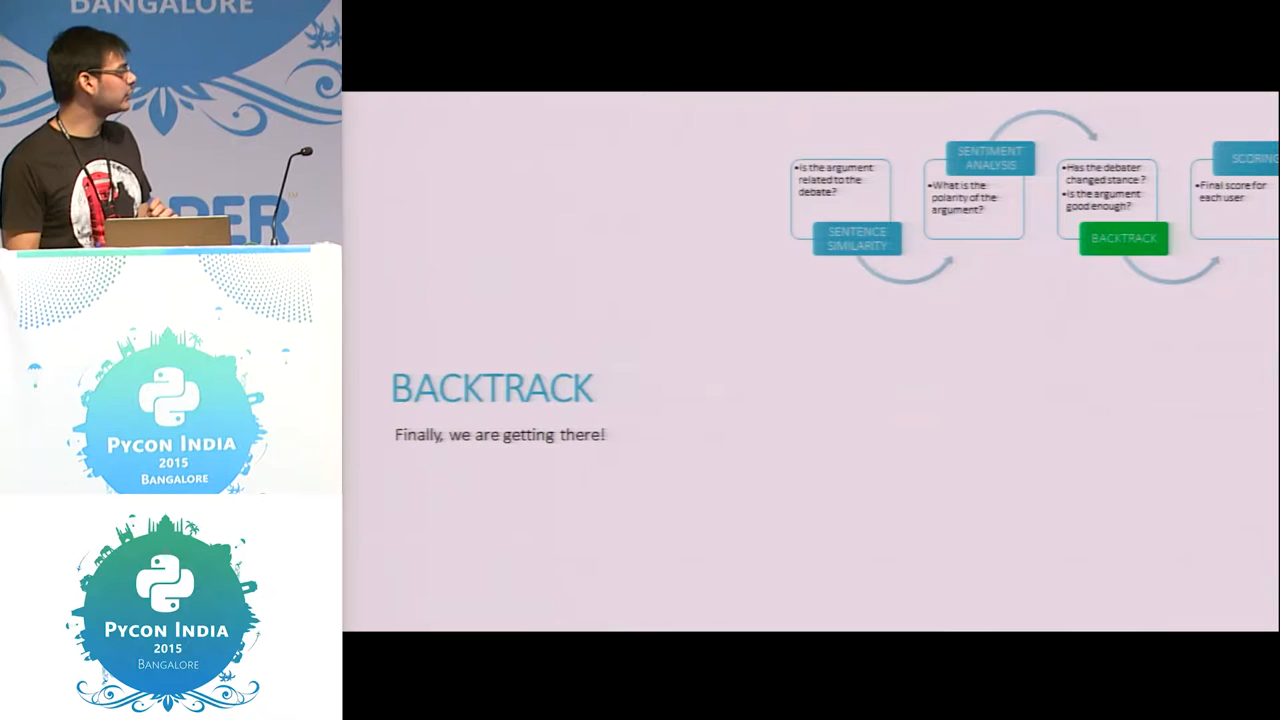 BANGALORE
PYCON INDIA
2015
BANGALORE
PYCON INDIA
2015
BANGALORE
•Is the argument
related to the
debate?
SENTENCE
SIMILARITY
SENTIMENT
ANALYSIS
•What is the
polarity of the
argument?
•Has the debater
changed stance ?
•Is the argument
good enough?
BACKTRACK
SCORING
•Final score for
each user
BACKTRACK
Finally, we are getting there!